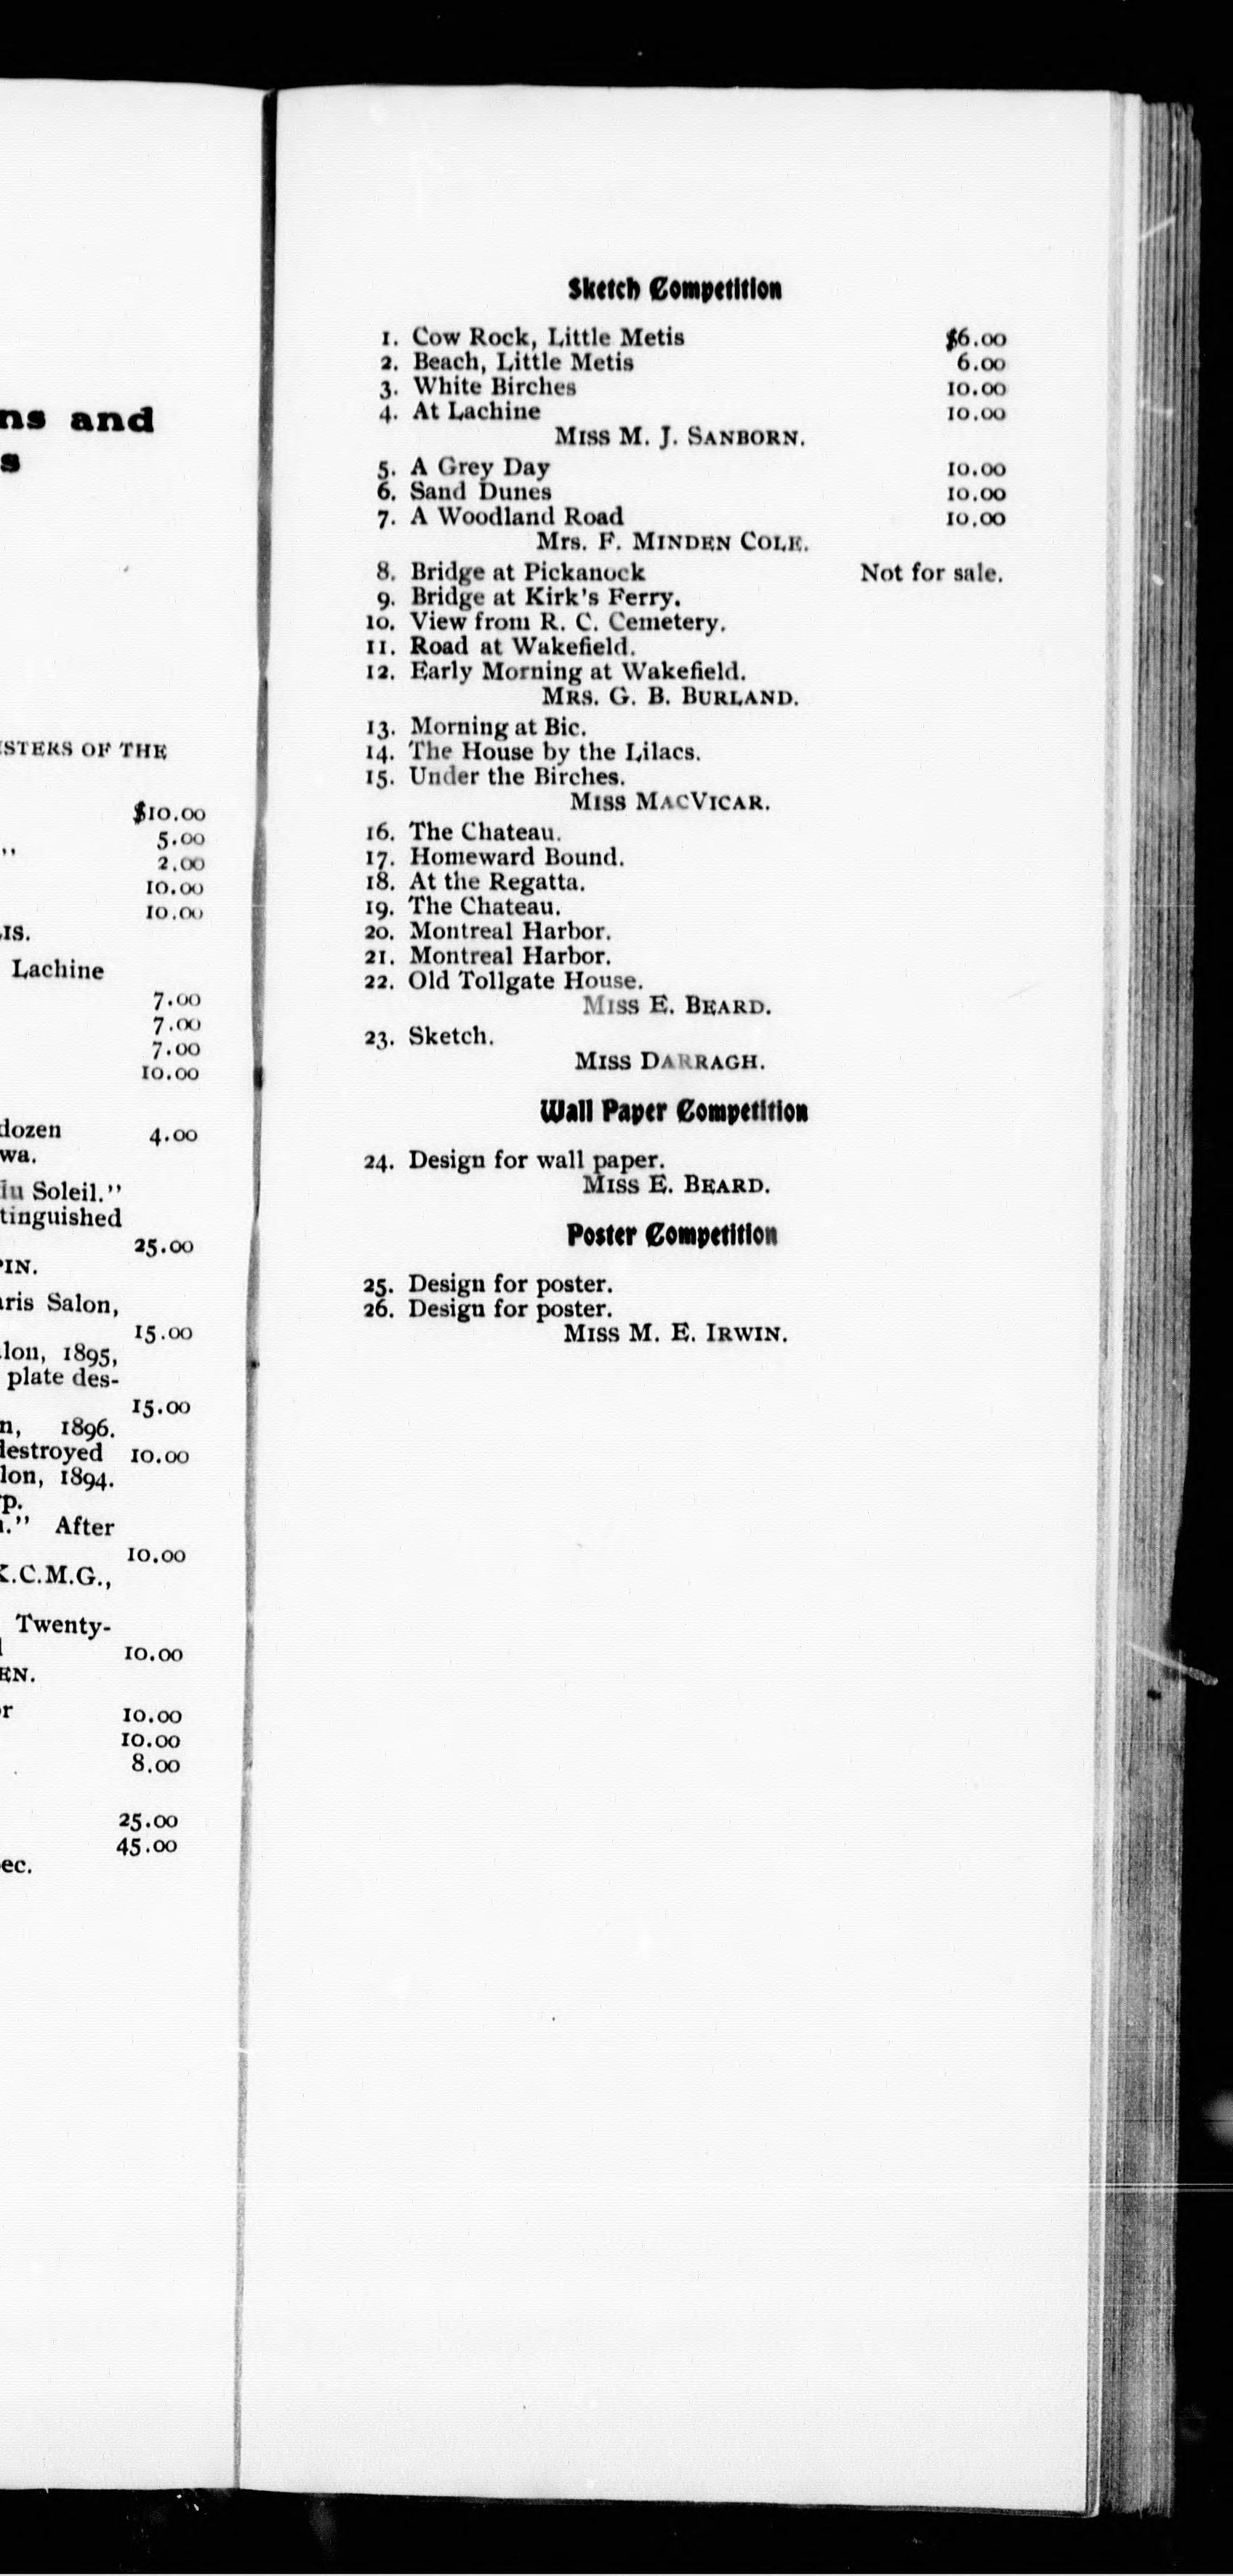 ns and
s
ISTERS OF THE
$10.00
5.00
,, 2.00
10.00
10.00
LIS.
Lachine
7.00
7.00
7.00
10.00
dozen 4.00
wa.
du Soleil."
tinguished
25.00
PIN.
aris Salon,
15.00
lon, 1895,
plate des-
15.00
n, 1896.
destroyed 10.00
lon, 1894.
p.
." After
10.00
K.C.M.G.,
Twenty-
10.00
EN.
or 10.00
10.00
8.00
25.00
45.00
ec.
Sketch Competition
1. Cow Rock, Little Metis $6.00
2. Beach, Little Metis 6.00
3. White Birches 10.00
4. At Lachine 10.00
MISS M. J. SANBORN.
5. A Grey Day 10.00
6. Sand Dunes 10.00
7. A Woodland Road 10.00
Mrs. F. MINDEN COLE.
8. Bridge at Pickanock Not for sale.
9. Bridge at Kirk's Ferry.
10. View from R. C. Cemetery.
11. Road at Wakefield.
12. Early Morning at Wakefield.
MRS. G. B. BURLAND.
13. Morning at Bic.
14. The House by the Lilacs.
15. Under the Birches.
MISS MACVICAR.
16. The Chateau.
17. Homeward Bound.
18. At the Regatta.
19. The Chateau.
20. Montreal Harbor.
21. Montreal Harbor.
22. Old Tollgate House.
MISS E. BEARD.
23. Sketch.
MISS DARRAGH.
Wall Paper Competition
24. Design for wall paper.
MISS E. BEARD.
Poster Competition
25. Design for poster.
26. Design for poster.
MISS M. E. IRWIN.